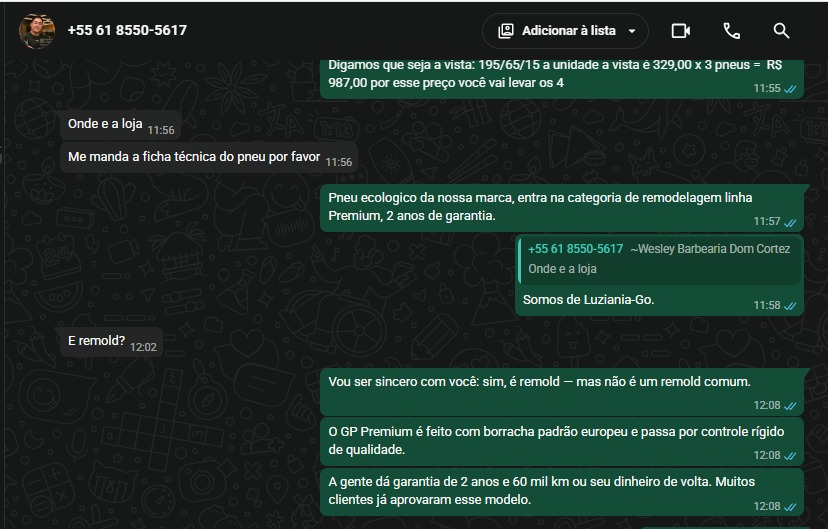 +55 61 8550-5617
Adicionar à lista
Digamos que seja a vista: 195/65/15 a unidade a vista é 329,00 x 3 pneus = R$
987,00 por esse preço você vai levar os 4
11:55
Onde e a loja 11:56
Me manda a ficha técnica do pneu por favor 11:56
Pneu ecologico da nossa marca, entra na categoria de remodelagem linha
Premium, 2 anos de garantia.
11:57
+55 61 8550-5617 ~Wesley Barbearia Dom Cortez
Onde e a loja
Somos de Luziania-Go. 11:58
E remold? 12:02
Vou ser sincero com você: sim, é remold — mas não é um remold comum.
12:08
O GP Premium é feito com borracha padrão europeu e passa por controle rígido
de qualidade.
12:08
A gente dá garantia de 2 anos e 60 mil km ou seu dinheiro de volta. Muitos
clientes já aprovaram esse modelo.
12:08